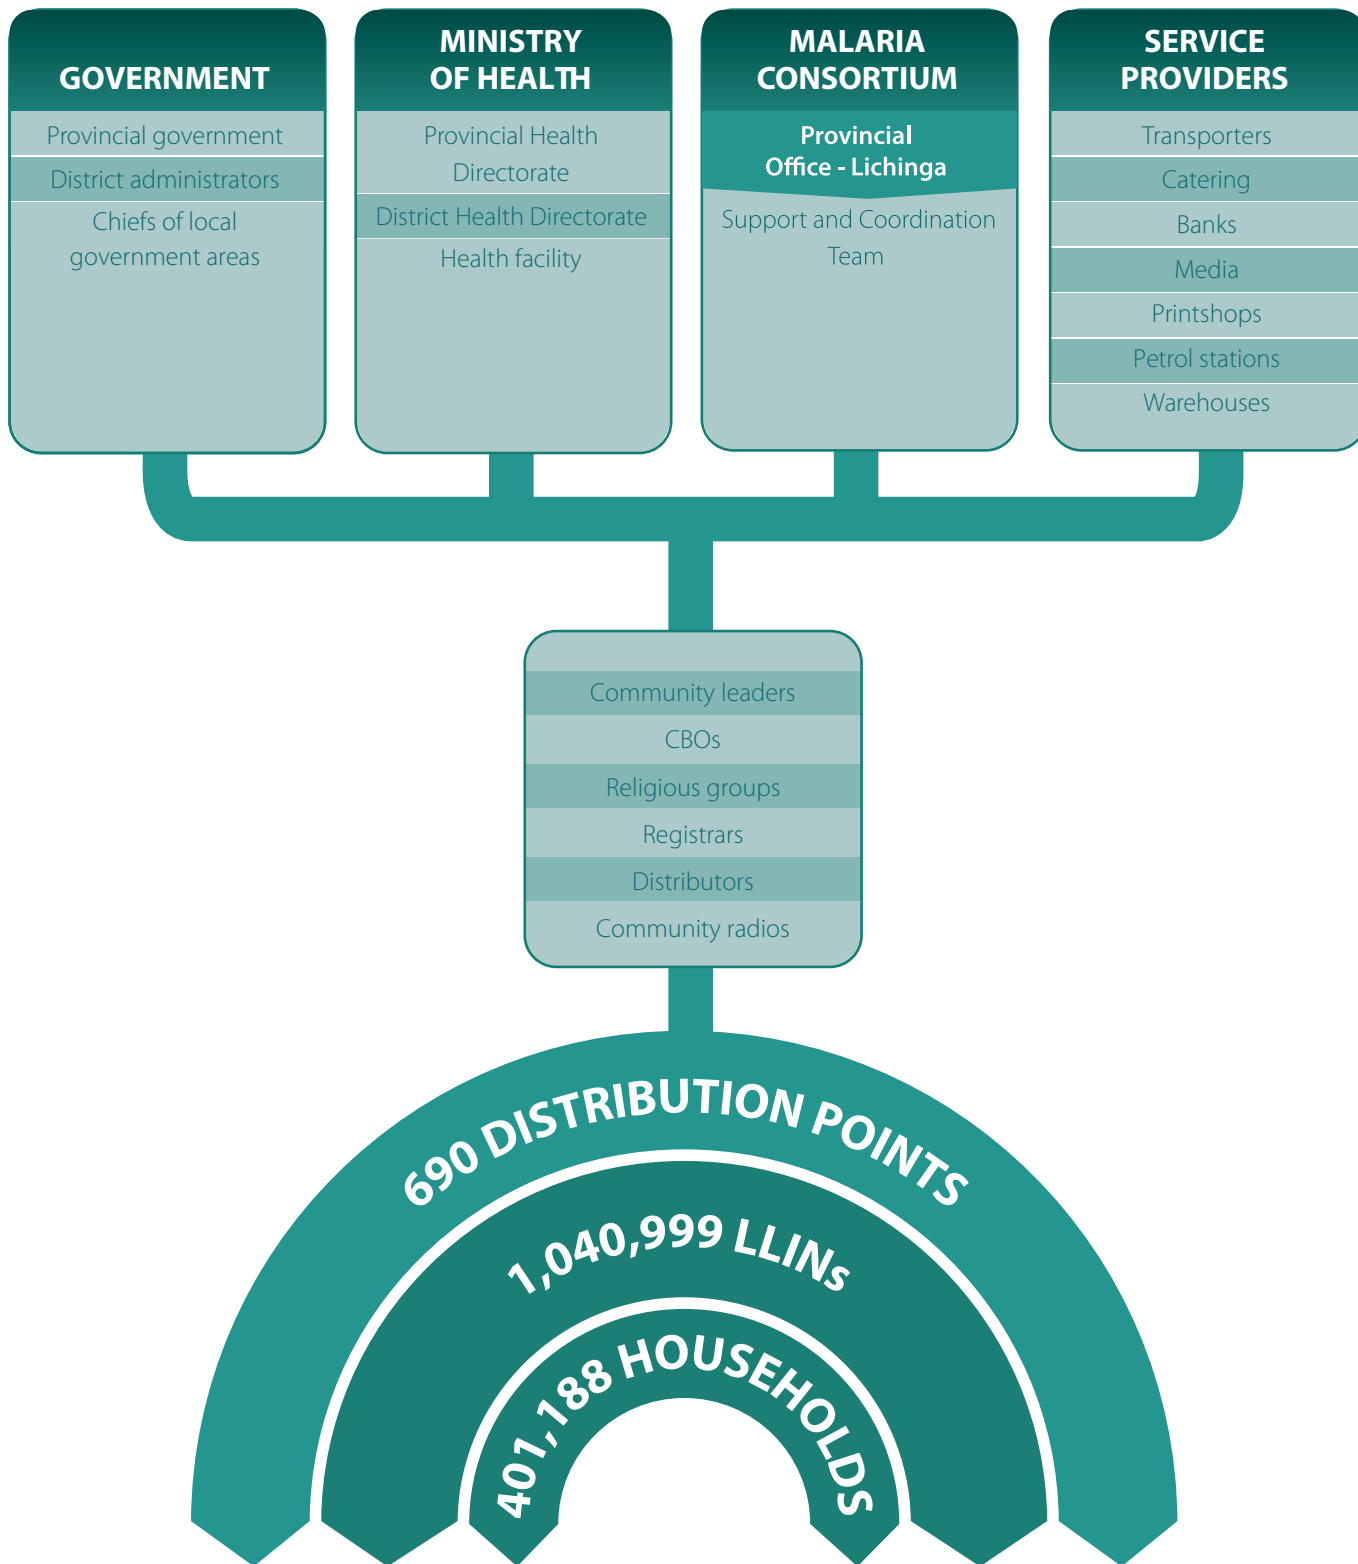 GOVERNMENT
Provincial government
District administrators
Chiefs of local
government areas
MINISTRY
OF HEALTH
Provincial Health
Directorate
District Health Directorate
Health facility
MALARIA
CONSORTIUM
Provincial
Office - Lichinga
Support and Coordination
Team
SERVICE
PROVIDERS
Transporters
Catering
Banks
Media
Printshops
Petrol stations
Warehouses
Community leaders
CBOs
Religious groups
Registrars
Distributors
Community radios
690 DISTRIBUTION POINTS
1,040,999 LLINs
401,188 HOUSEHOLDS